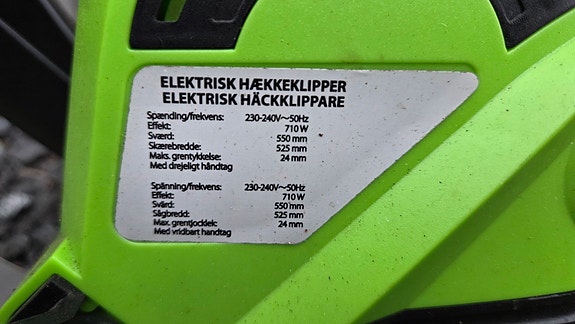 ELEKTRISK HÆKKEKLIPPER
ELEKTRISK HÄCKKLIPPARE
Spænding/frekvens: 230-240V~50Hz
Effekt: 710 W
Sværd: 550 mm
Skærebredde: 525 mm
Maks. grentykkelse: 24 mm
Med drejeligt håndtag
Spänning/frekvens: 230-240V~50Hz
Effekt: 710 W
Svärd: 550 mm
Sågbredd: 525 mm
Max. grentjocklek: 24 mm
Med vridbart handtag